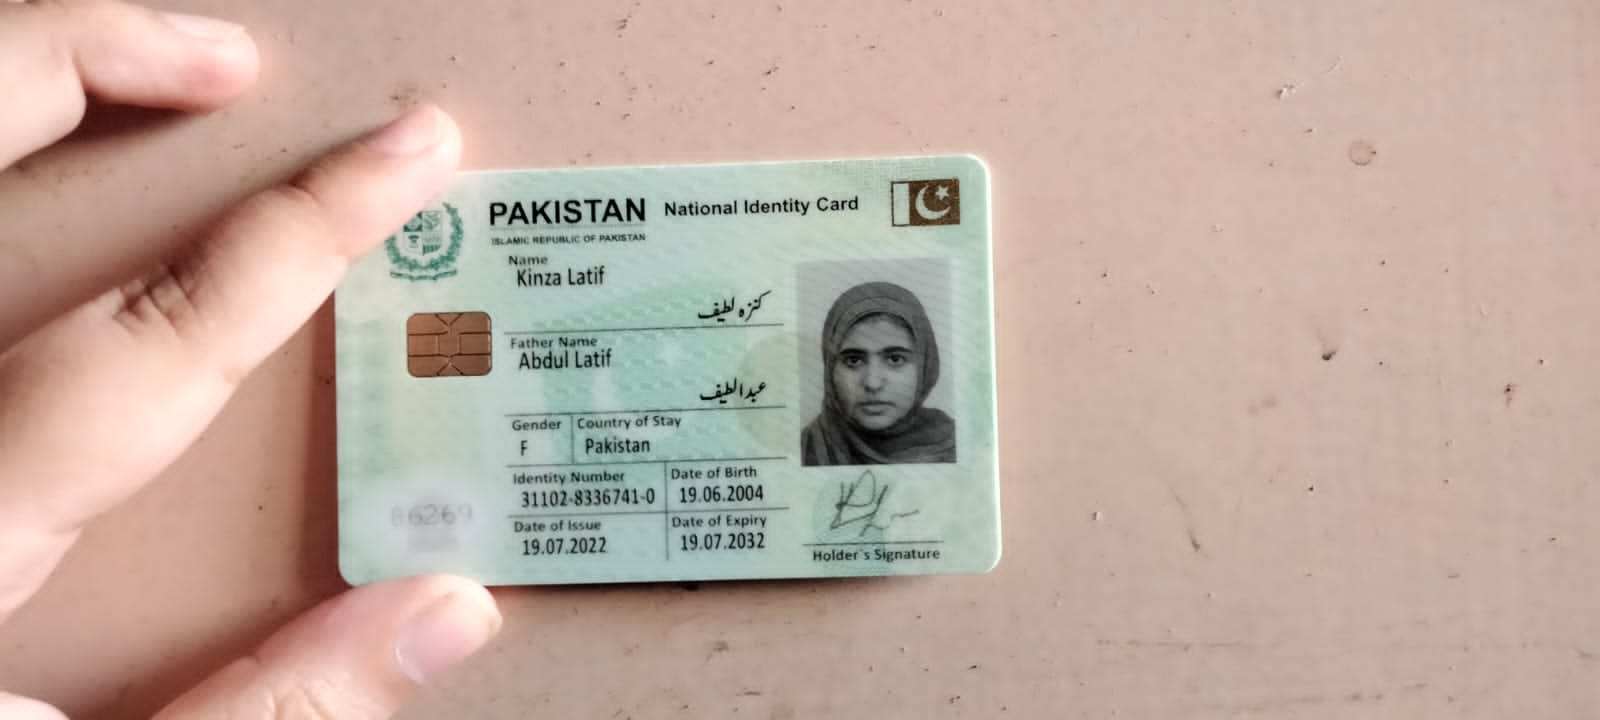 PAKISTAN National Identity Card
ISLAMIC REPUBLIC OF PAKISTAN
Name
Kinza Latif
کنزہ لطیف
Father Name
Abdul Latif
عبدالطیف
Gender Country of Stay
F Pakistan
Identity Number Date of Birth
31102-8336741-0 19.06.2004
Date of Issue Date of Expiry
19.07.2022 19.07.2032
86269
Holder's Signature